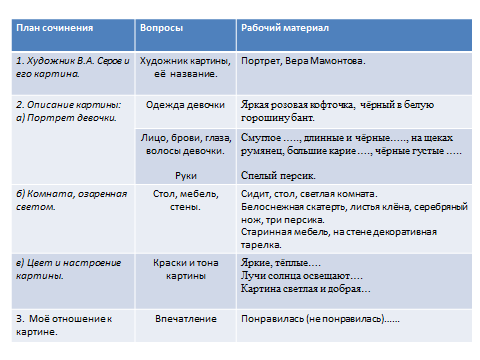 План сочинения
Вопросы
Рабочий материал
1. Художник В.А. Серов и
его картина.
Художник картины,
её название.
Портрет, Вера Мамонтова.
2. Описание картины:
а) Портрет девочки.
Одежда девочки
Яркая розовая кофточка, чёрный в белую
горошину бант.
Лицо, брови, глаза,
волосы девочки.
Руки
Смуглое ….., длинные и чёрные….., на щеках
румянец, большие карие …., чёрные густые …..
Спелый персик.
б) Комната, озаренная
светом.
Стол, мебель,
стены.
Сидит, стол, светлая комната.
Белоснежная скатерть, листья клёна, серебряный
нож, три персика.
Старинная мебель, на стене декоративная
тарелка.
в) Цвет и настроение
картины.
Краски и тона
картины
Яркие, тёплые….
Лучи солнца освещают….
Картина светлая и добрая…
3. Моё отношение к
картине.
Впечатление
Понравилась (не понравилась)……